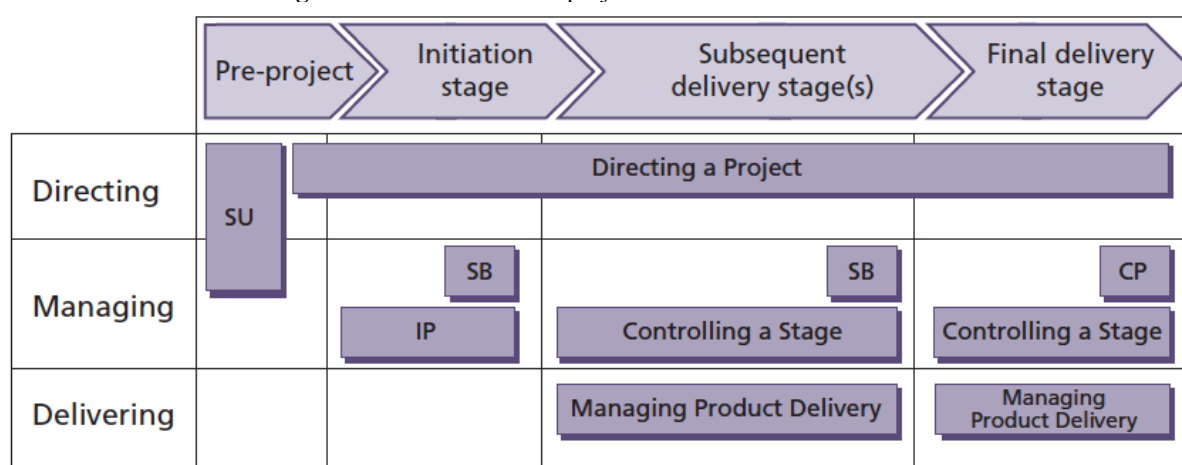 Pre-project
Initiation
stage
Subsequent
delivery stage(s)
Final delivery
stage
Directing
SU
Directing a Project
Managing
SB
SB
CP
IP
Controlling a Stage
Controlling a Stage
Delivering
Managing Product Delivery
Managing
Product Delivery